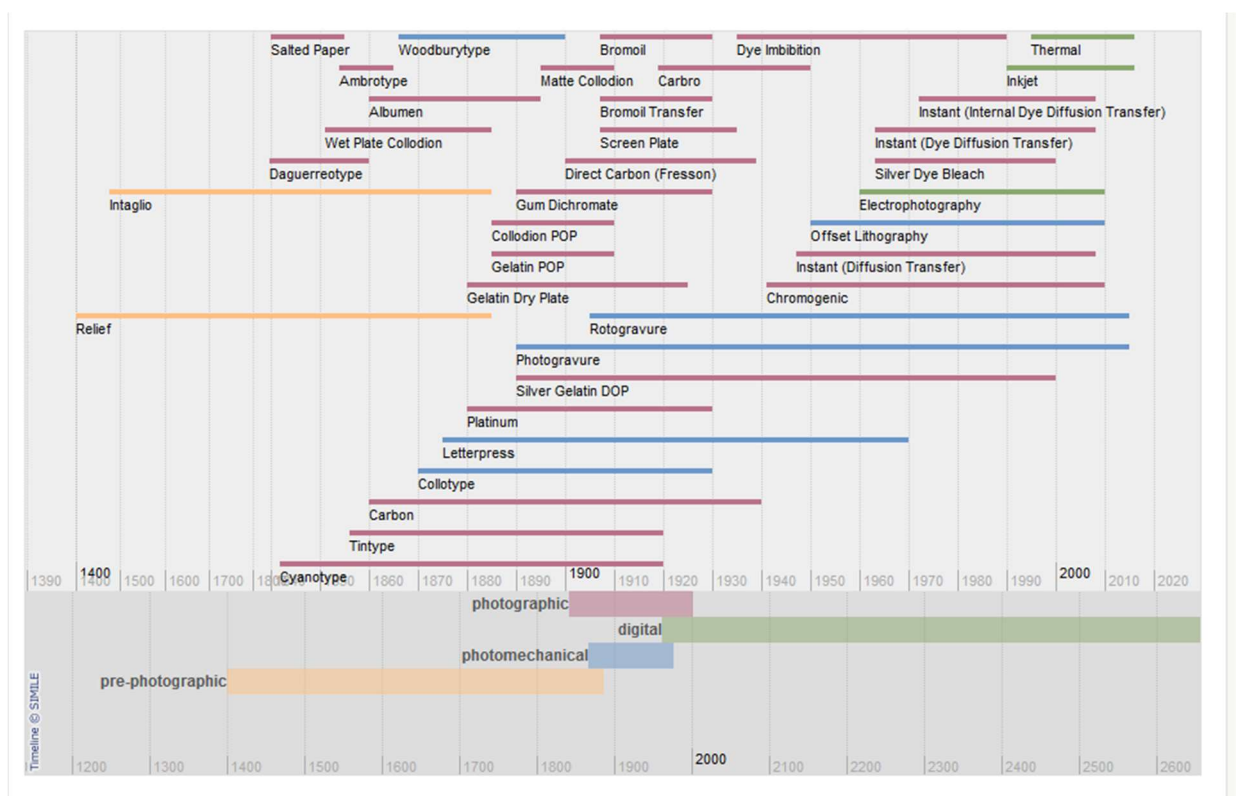 Salted Paper Woodburytype Bromoil Dye Imbibition Thermal
Ambrotype Matte Collodion Carbro Inkjet
Albumen Bromoil Transfer Instant (Internal Dye Diffusion Transfer)
Wet Plate Collodion Screen Plate Instant (Dye Diffusion Transfer)
Daguerreotype Direct Carbon (Fresson) Silver Dye Bleach
Intaglio Gum Dichromate Electrophotography
Collodion POP Offset Lithography
Gelatin POP Instant (Diffusion Transfer)
Gelatin Dry Plate Chromogenic
Relief Rotogravure
Photogravure
Silver Gelatin DOP
Platinum
Letterpress
Collotype
Carbon
Tintype
Cyanotype
1390 1400 1500 1600 1700 1860 1870 1880 1890 1900 1910 1920 1930 1940 1950 1960 1970 1980 1990 2000 2010 2020
photographic
digital
photomechanical
pre-photographic
Timeline © SIMILE
1200 1300 1400 1500 1600 1700 1800 1900 2000 2100 2200 2300 2400 2500 2600